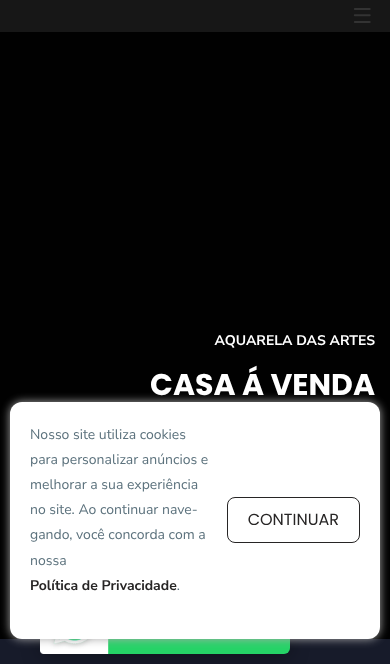 AQUARELA DAS ARTES
CASA Á VENDA
Nosso site utiliza cookies
para personalizar anúncios e
melhorar a sua experiência
no site. Ao continuar nave-
gando, você concorda com a
nossa
Política de Privacidade.
CONTINUAR